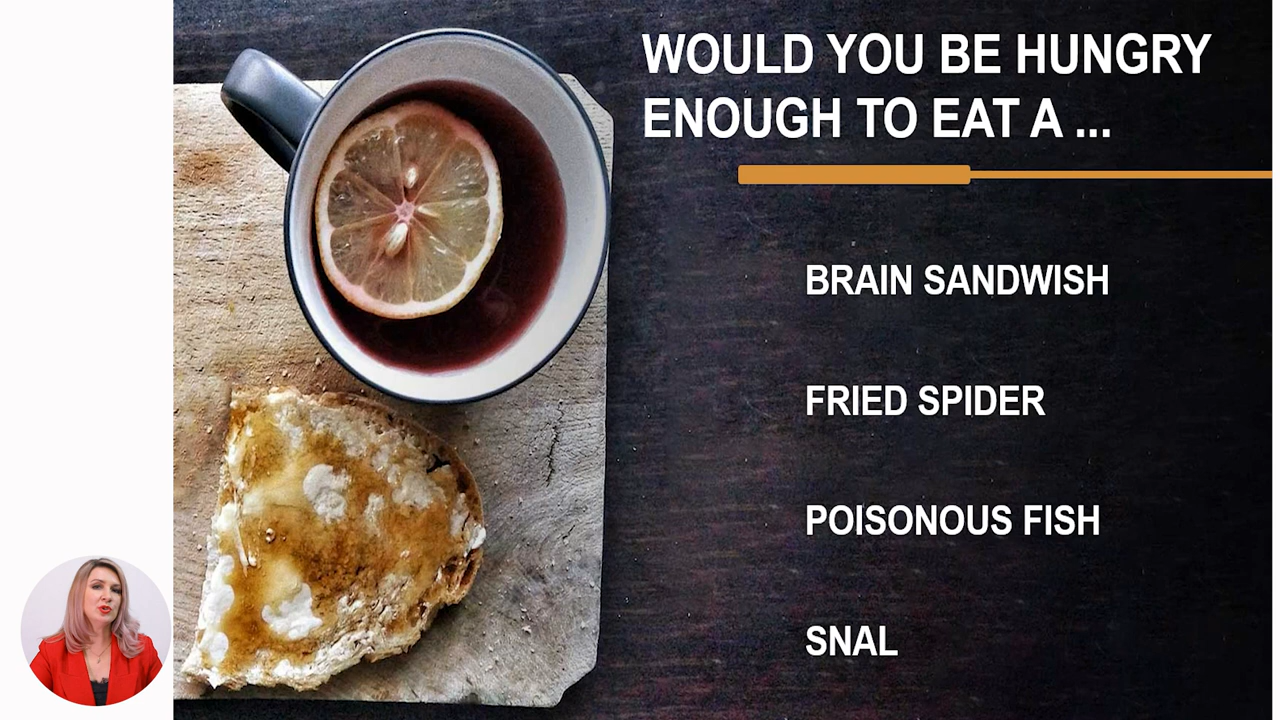 WOULD YOU BE HUNGRY
ENOUGH TO EAT A ...
BRAIN SANDWISH
FRIED SPIDER
POISONOUS FISH
SNAL